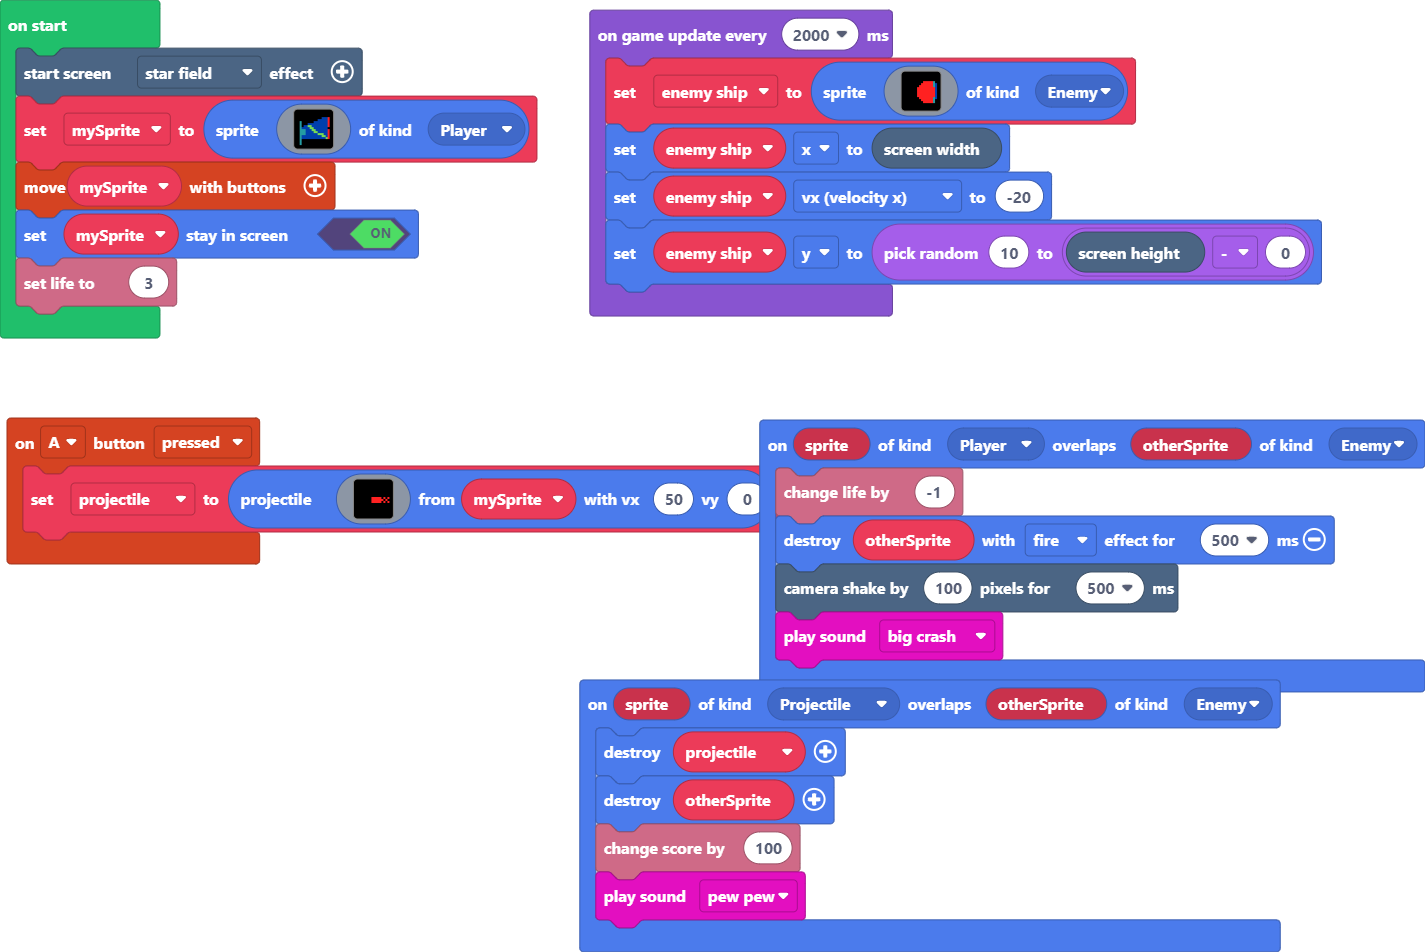 on start
start screen star field effect
set mySprite to sprite of kind Player
move mySprite with buttons
set mySprite stay in screen ON
set life to 3
on game update every 2000 ms
set enemy ship to sprite of kind Enemy
set enemy ship x to screen width
set enemy ship vx (velocity x) to -20
set enemy ship y to pick random 10 to screen height - 0
on A button pressed
set projectile to projectile from mySprite with vx 50 vy 0
on sprite of kind Player overlaps otherSprite of kind Enemy
change life by -1
destroy otherSprite with fire effect for 500 ms
camera shake by 100 pixels for 500 ms
play sound big crash
on sprite of kind Projectile overlaps otherSprite of kind Enemy
destroy projectile
destroy otherSprite
change score by 100
play sound pew pew